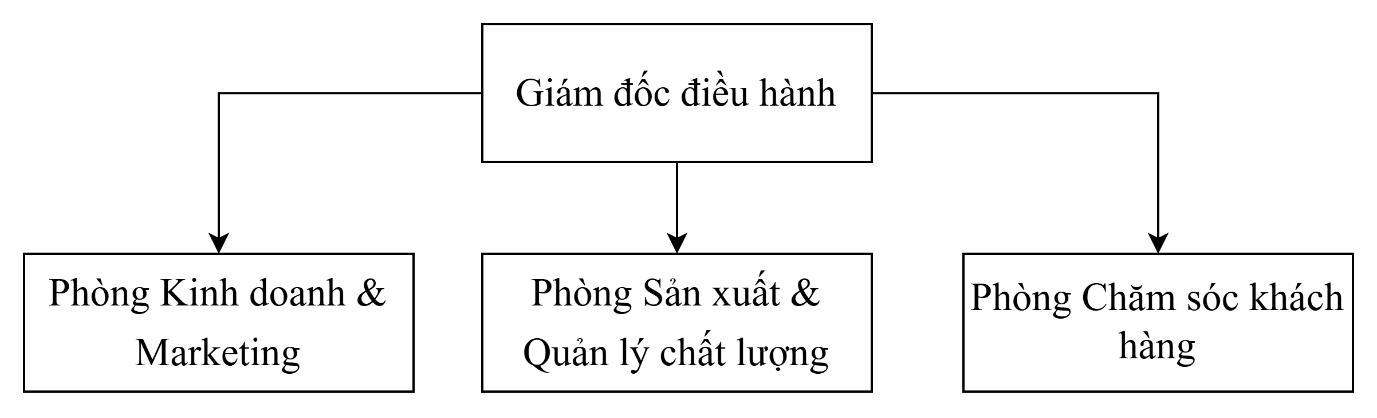 Giám đốc điều hành
Phòng Kinh doanh &
Marketing
Phòng Sản xuất &
Quản lý chất lượng
Phòng Chăm sóc khách
hàng